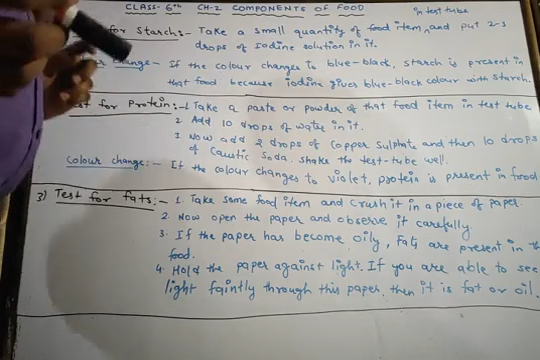 CLASS- 6th CH-2 COMPONENTS OF FOOD
in test tube
for Starch:- Take a small quantity of food item, and put 2-3
drops of Iodine solution in it.
change- If the colour changes to blue-black, starch is present in
that food because iodine gives blue-black colour with starch.
for Protein:- 1 Take a paste or powder of that food item in test tube
2 Add 10 drops of water in it.
3 Now add 2 drops of Copper Sulphate and then 10 drops
of Caustic Soda. shake the test-tube well.
Colour change:- If the colour changes to violet, protein is present in food
3) Test for fats:- 1. Take some food item and crush it in a piece of paper.
2. Now open the paper and observe it carefully.
3. If the paper has become oily, Fats are present in the
food.
4. Hold the paper against light. If you are able to see
light faintly through this paper, then it is fat or oil.